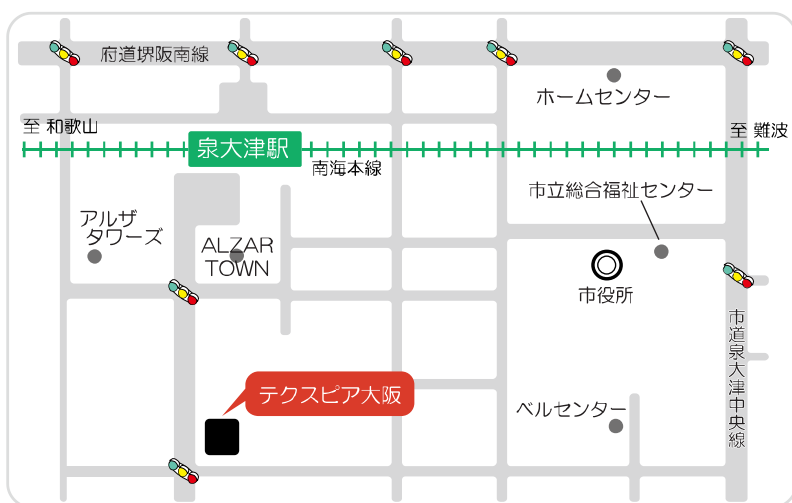 府道堺阪南線
ホームセンター
至 和歌山
至 難波
泉大津駅
南海本線
市立総合福祉センター
アルザ
タワーズ
ALZAR
TOWN
市役所
市道泉大津中央線
テクスピア大阪
ベルセンター